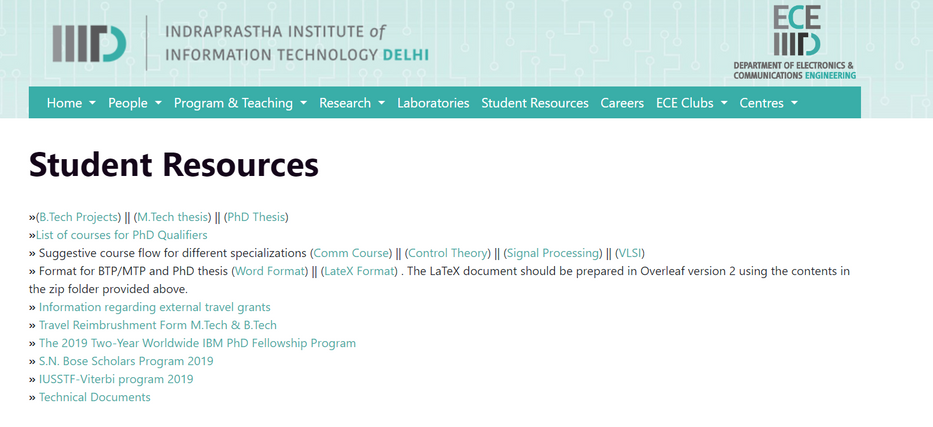 INDRAPRASTHA INSTITUTE of
INFORMATION TECHNOLOGY DELHI
ECE
IIITD
DEPARTMENT OF ELECTRONICS &
COMMUNICATIONS ENGINEERING
Home People Program & Teaching Research Laboratories Student Resources Careers ECE Clubs Centres
Student Resources
»(B.Tech Projects) || (M.Tech thesis) || (PhD Thesis)
»List of courses for PhD Qualifiers
» Suggestive course flow for different specializations (Comm Course) || (Control Theory) || (Signal Processing) || (VLSI)
» Format for BTP/MTP and PhD thesis (Word Format) || (LateX Format) . The LaTeX document should be prepared in Overleaf version 2 using the contents in
the zip folder provided above.
» Information regarding external travel grants
» Travel Reimbrushment Form M.Tech & B.Tech
» The 2019 Two-Year Worldwide IBM PhD Fellowship Program
» S.N. Bose Scholars Program 2019
» IUSSTF-Viterbi program 2019
» Technical Documents